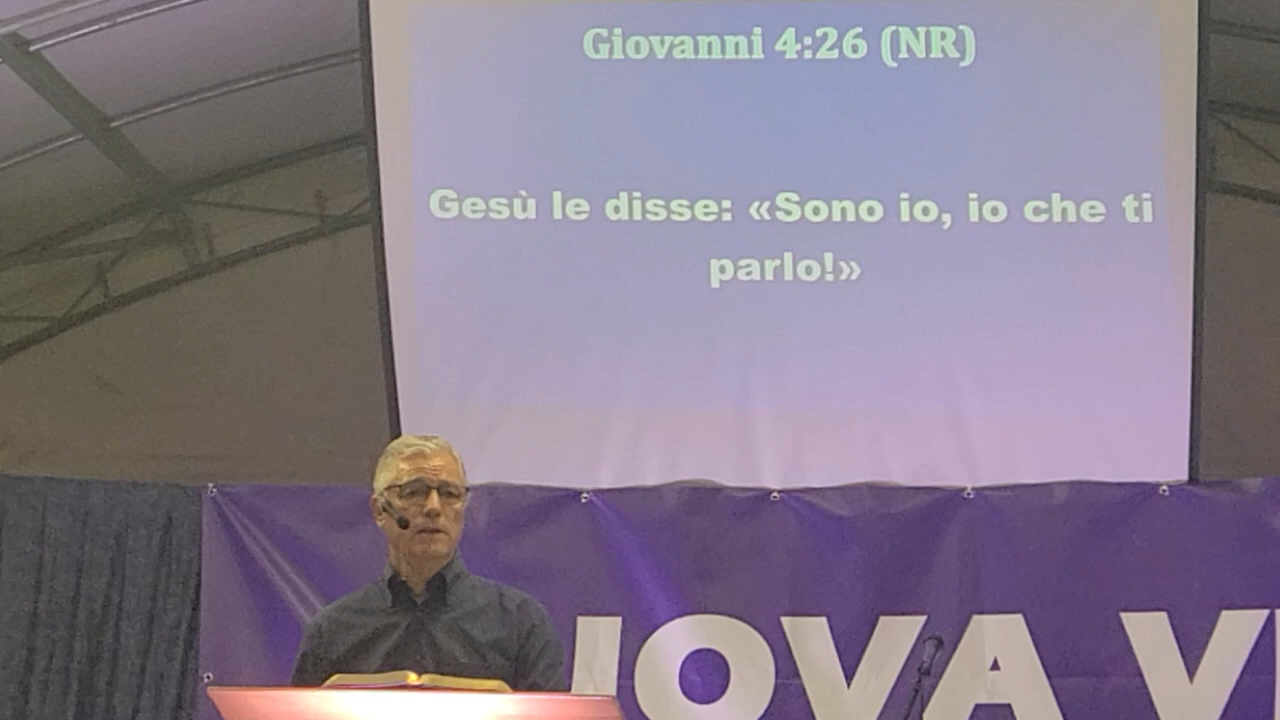 Giovanni 4:26 (NR)
Gesù le disse: «Sono io, io che ti
parlo!»